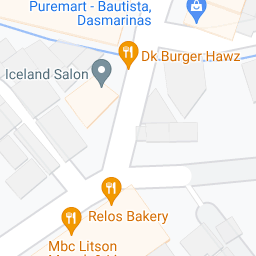 Puremart - Bautista,
Dasmarinas
Dk.Burger.Hawz
Iceland Salon
Relos Bakery
Mbc Litson